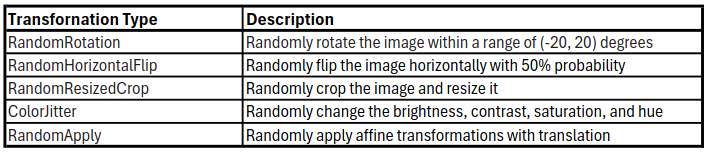 Transfornation Type Description
RandomRotation Randomly rotate the image within a range of (-20, 20) degrees
RandomHorizontalFlip Randomly flip the image horizontally with 50% probability
RandomResizedCrop Randomly crop the image and resize it
ColorJitter Randomly change the brightness, contrast, saturation, and hue
RandomApply Randomly apply affine transformations with translation